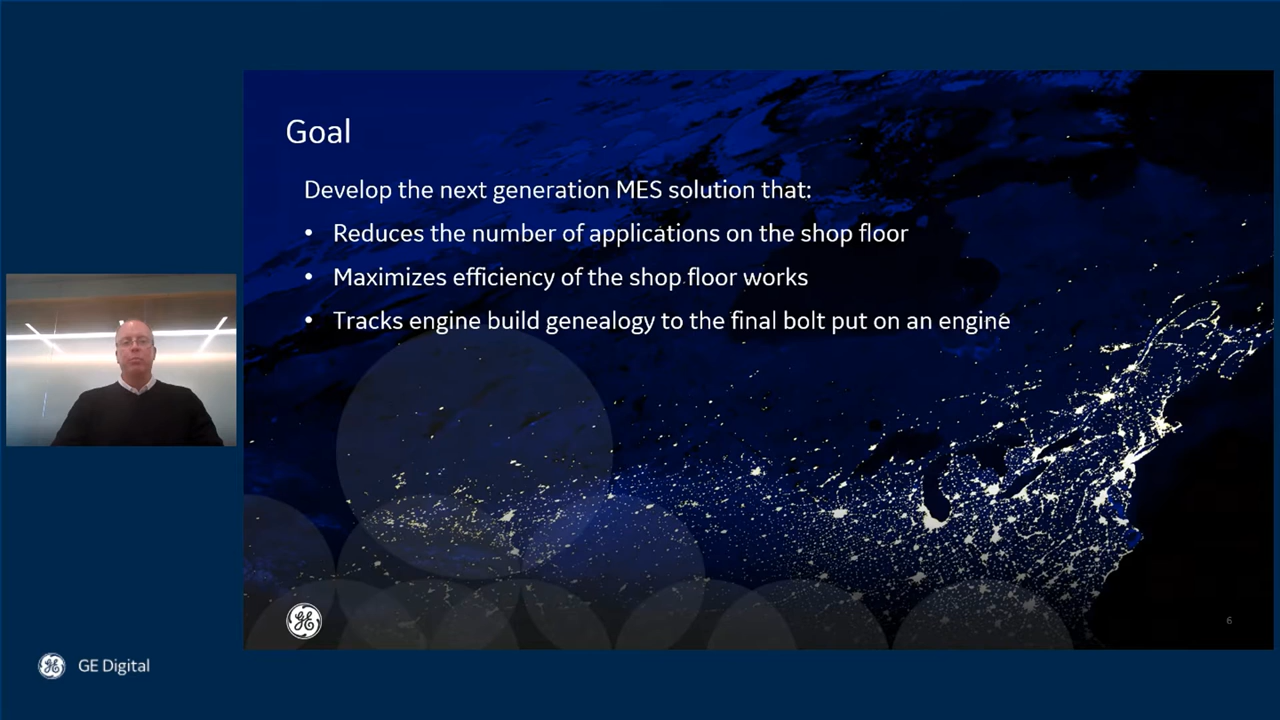 Goal
Develop the next generation MES solution that:
• Reduces the number of applications on the shop floor
• Maximizes efficiency of the shop floor works
• Tracks engine build genealogy to the final bolt put on an engine
6
GE Digital